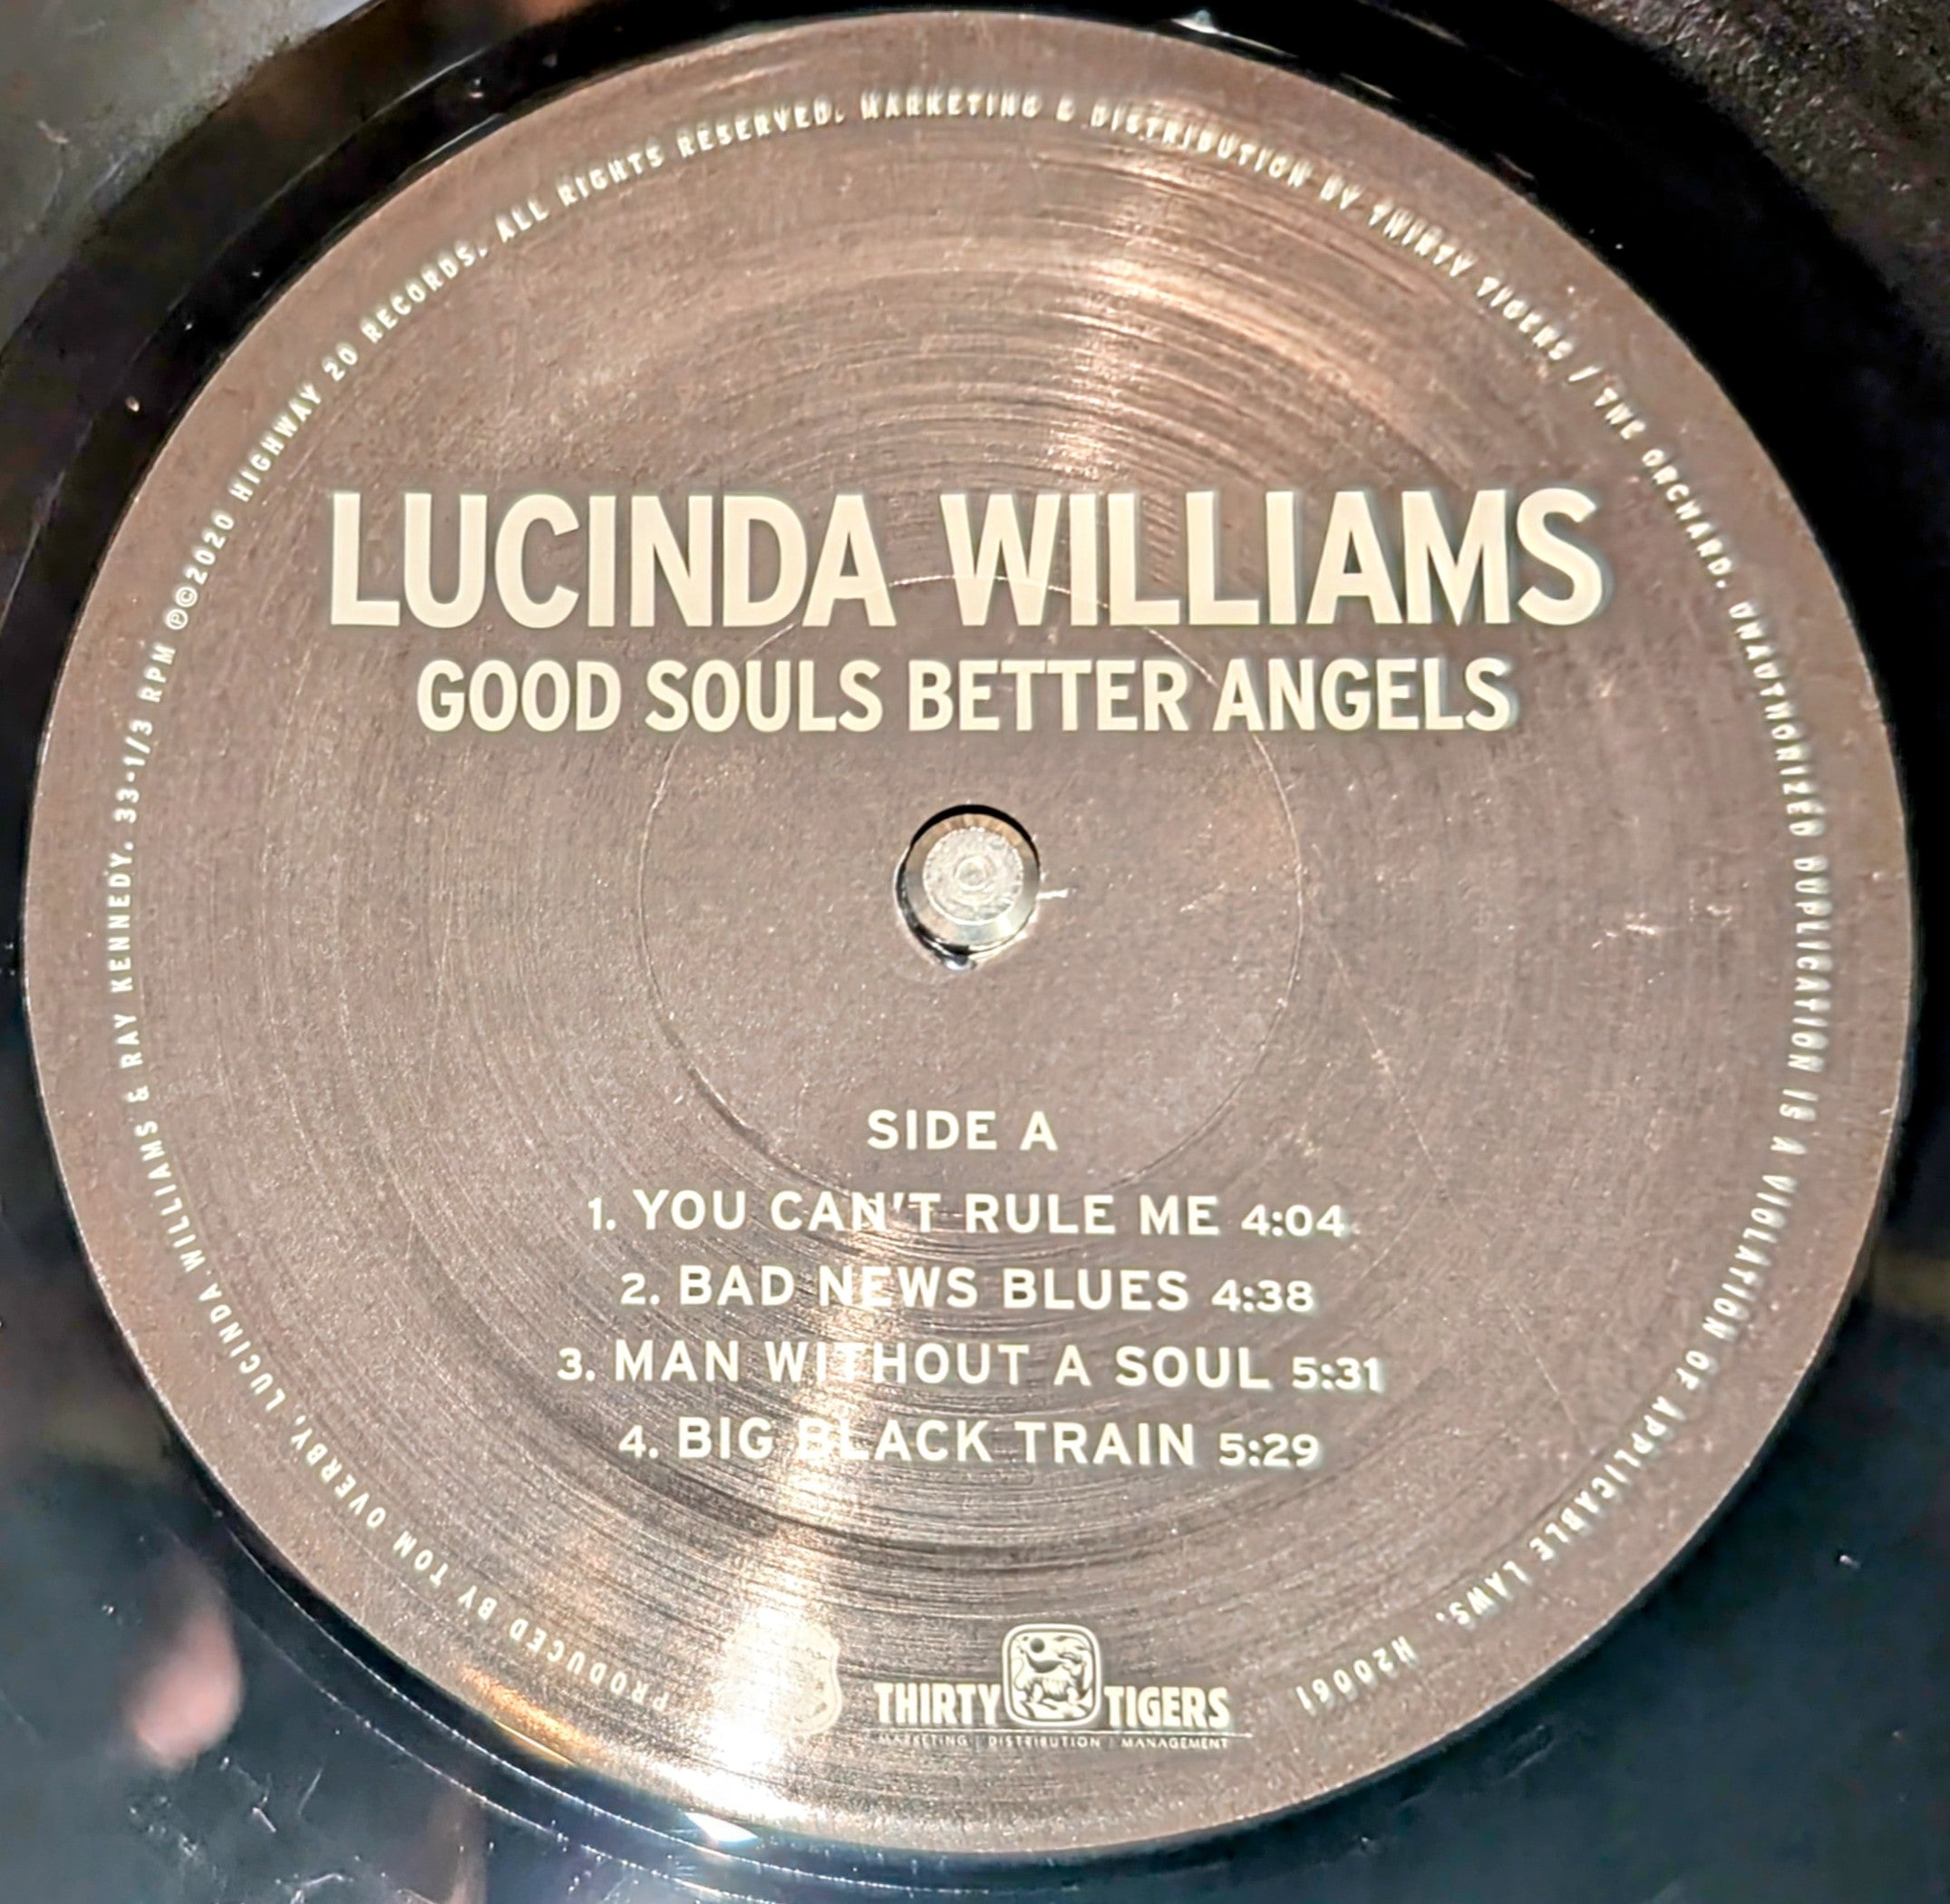 LUCINDA WILLIAMS
GOOD SOULS BETTER ANGELS
SIDE A
1. YOU CAN'T RULE ME 4:04
2. BAD NEWS BLUES 4:38
3. MAN WITHOUT A SOUL 5:31
4. BIG BLACK TRAIN 5:29
THIRTY TIGERS
MARKETING | DISTRIBUTION | MANAGEMENT
PRODUCED BY TOM OVERBY, LUCINDA WILLIAMS & RAY KENNEDY. 33-1/3 RPM ℗©2020 HIGHWAY 20 RECORDS. ALL RIGHTS RESERVED. MARKETING & DISTRIBUTION BY THIRTY TIGERS / THE ORCHARD. UNAUTHORIZED DUPLICATION IS A VIOLATION OF APPLICABLE LAWS. H20061